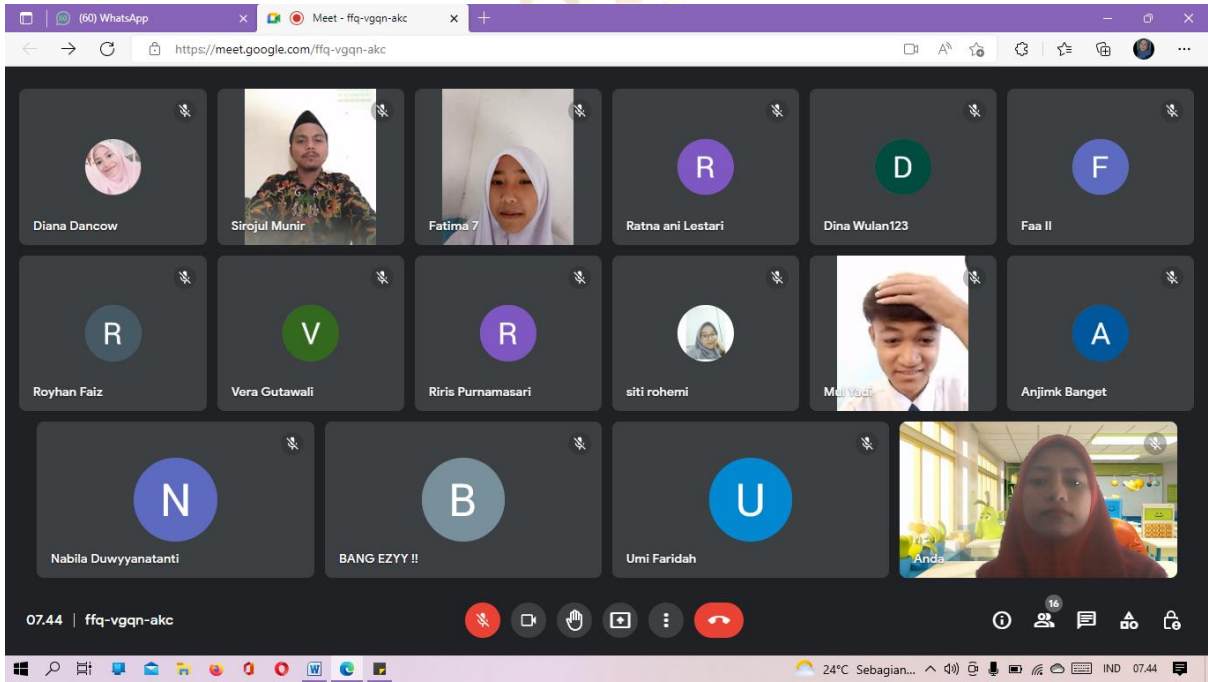 (60) WhatsApp
Meet - ffq-vgqn-akc
https://meet.google.com/ffq-vgqn-akc
Diana Dancow
Sirojul Munir
Fatima 7
R
Ratna ani Lestari
D
Dina Wulan123
F
Faa II
R
Royhan Faiz
V
Vera Gutawali
R
Riris Purnamasari
siti rohemi
Mul Yadi
A
Anjimk Banget
N
Nabila Duwyyanatanti
B
BANG EZYY !!
U
Umi Faridah
Anda
07.44 | ffq-vgqn-akc
16
24°C Sebagian...
IND
07.44